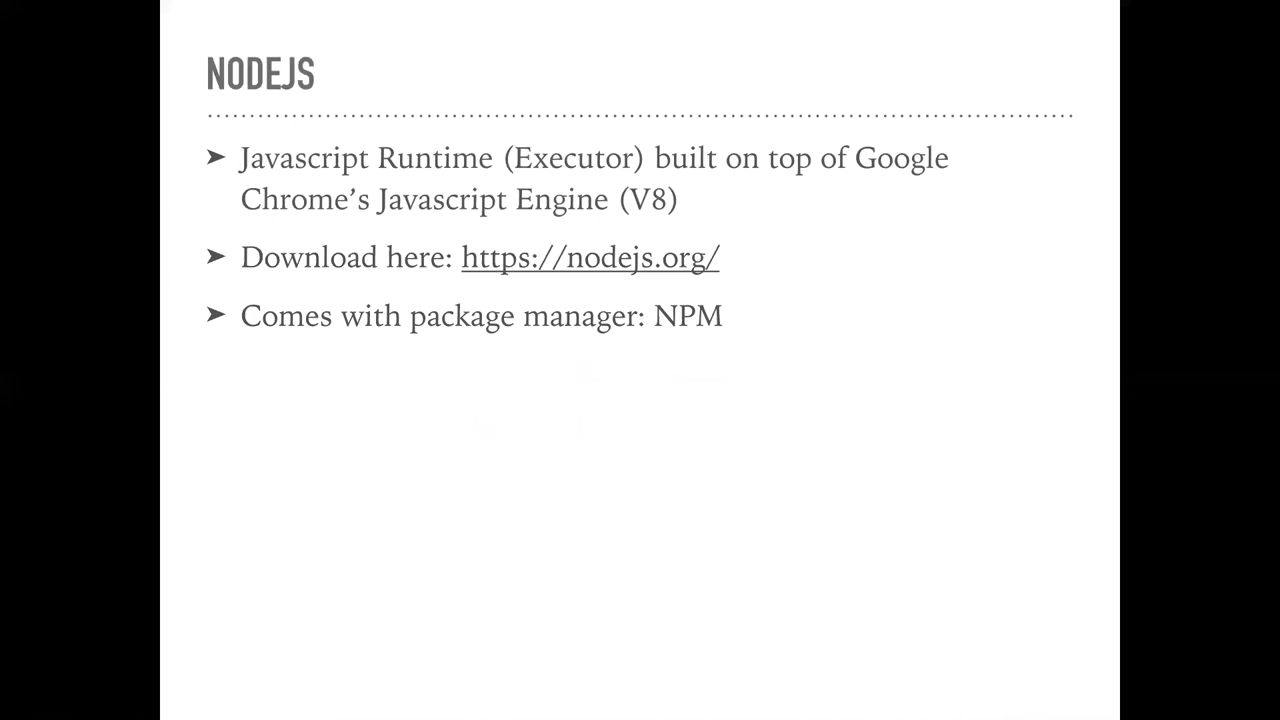 NODEJS
➤ Javascript Runtime (Executor) built on top of Google
Chrome’s Javascript Engine (V8)
➤ Download here: https://nodejs.org/
➤ Comes with package manager: NPM